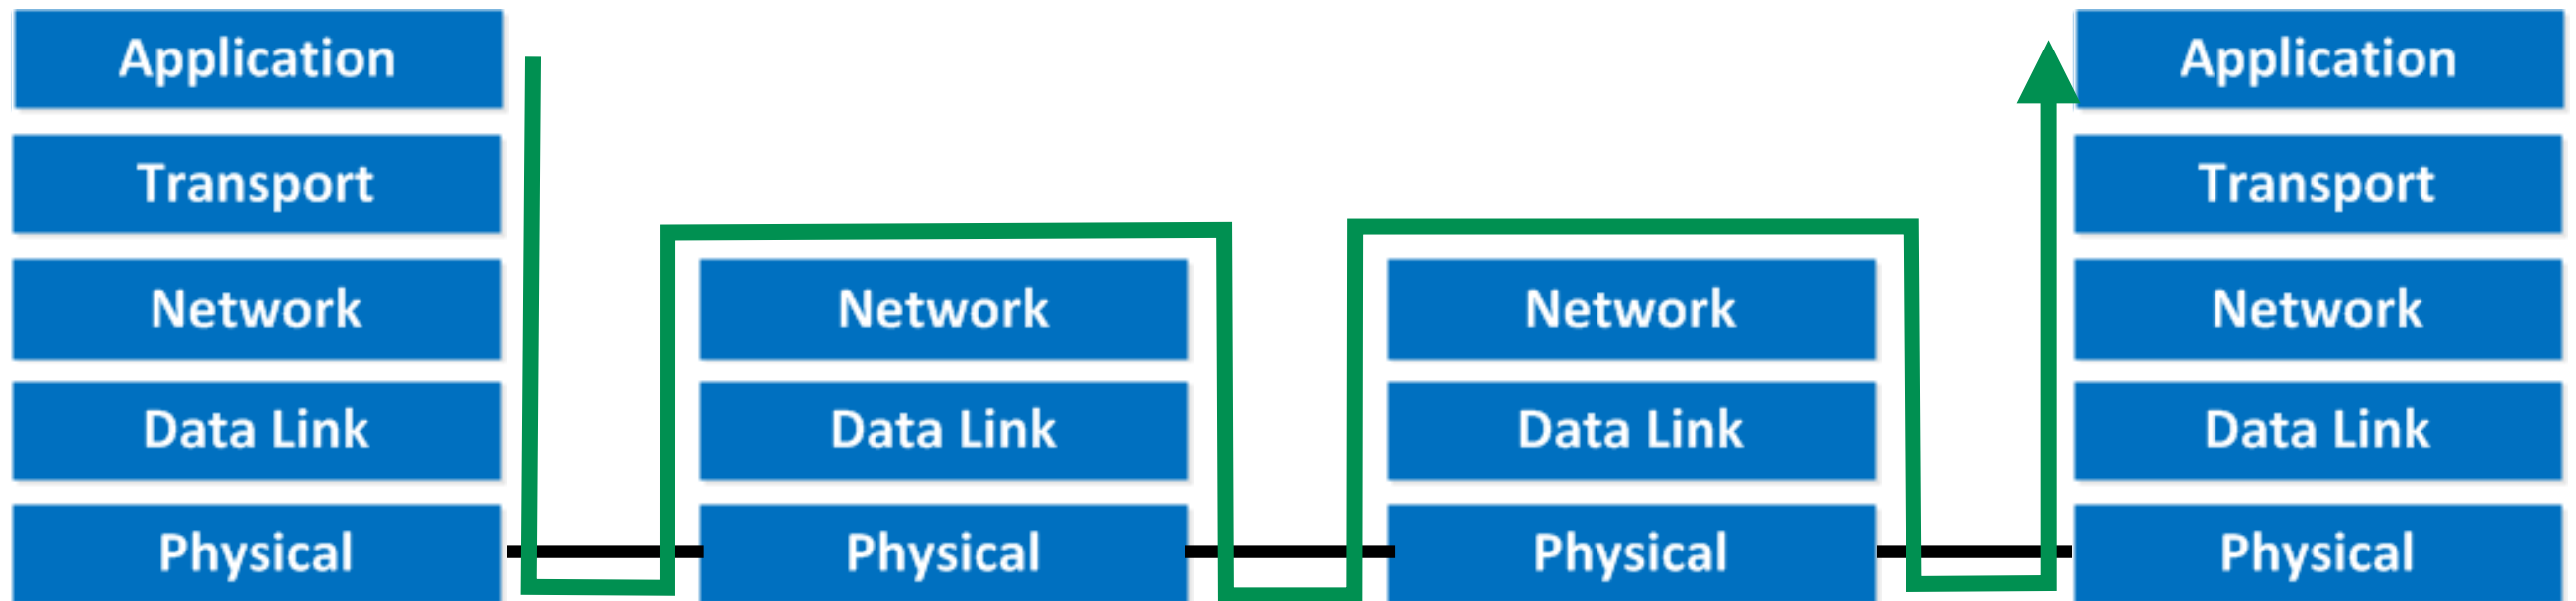 Application
Transport
Network
Data Link
Physical
Network
Data Link
Physical
Network
Data Link
Physical
Application
Transport
Network
Data Link
Physical